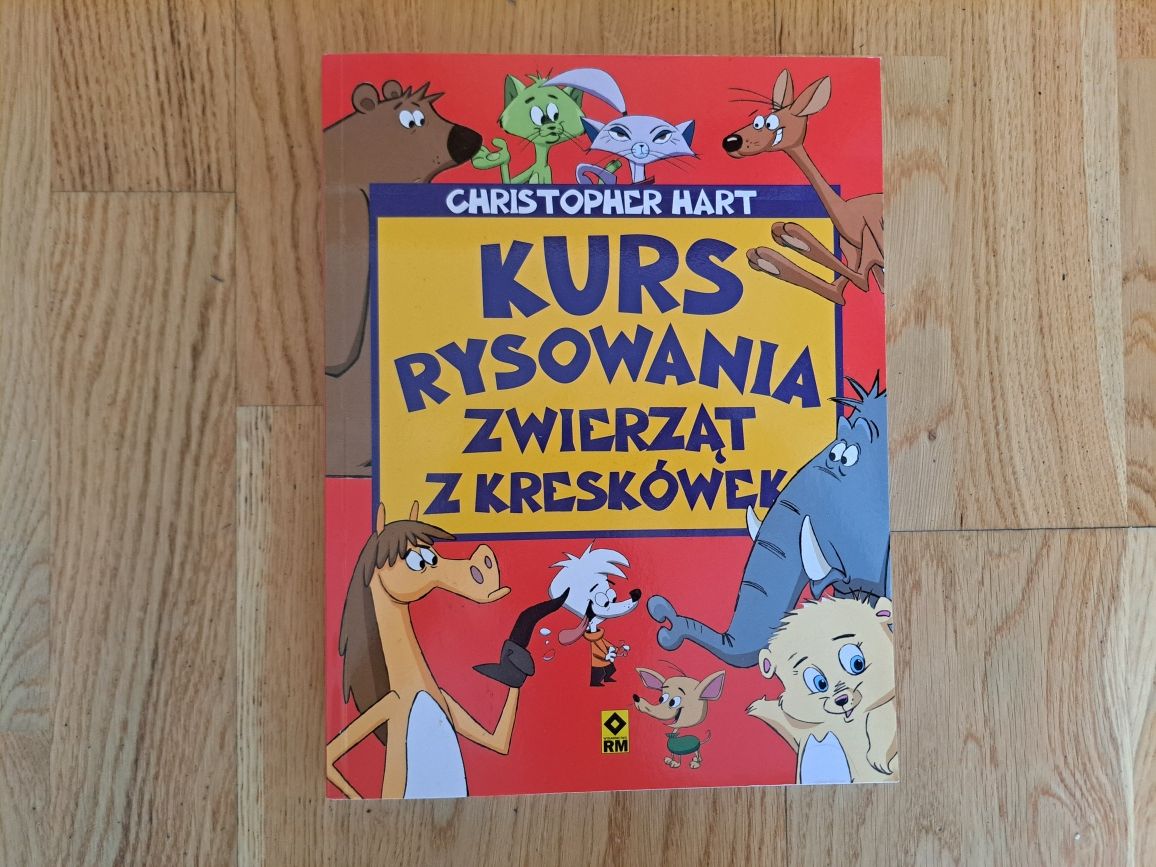 CHRISTOPHER HART
KURS
RYSOWANIA
ZWIERZĄT
Z KRESKÓWEK
RM